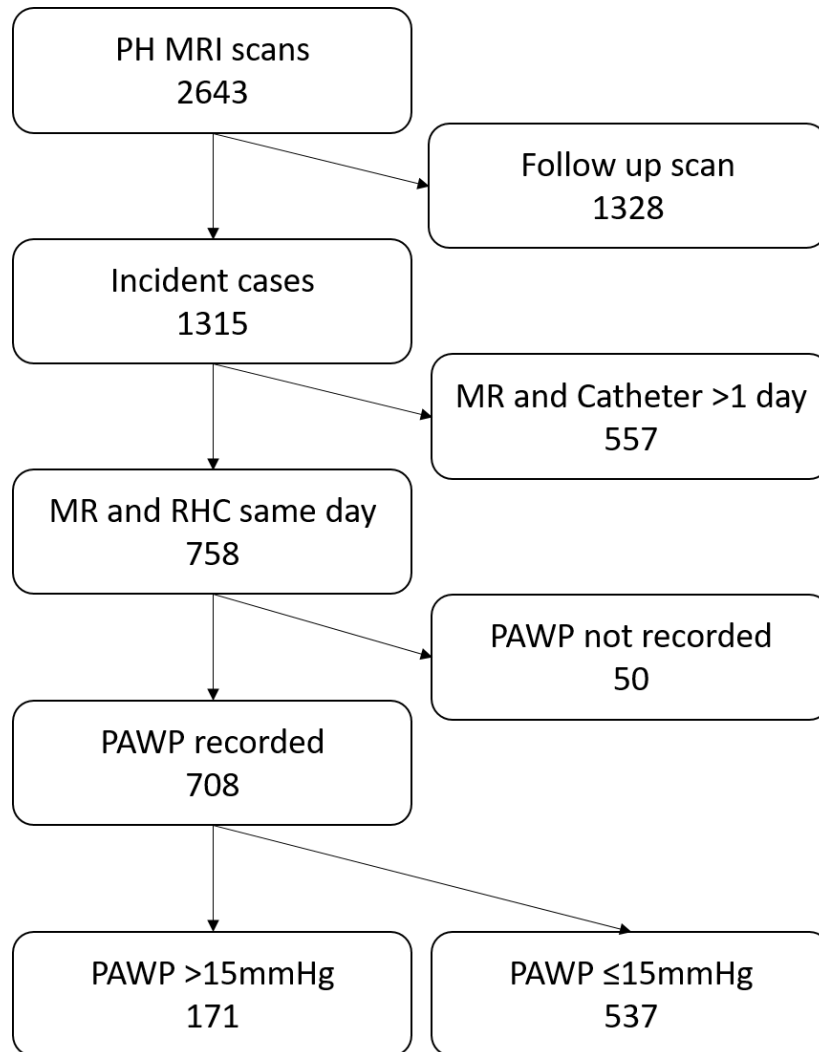 PH MRI scans
2643
Follow up scan
1328
Incident cases
1315
MR and Catheter >1 day
557
MR and RHC same day
758
PAWP not recorded
50
PAWP recorded
708
PAWP >15mmHg
171
PAWP ≤15mmHg
537